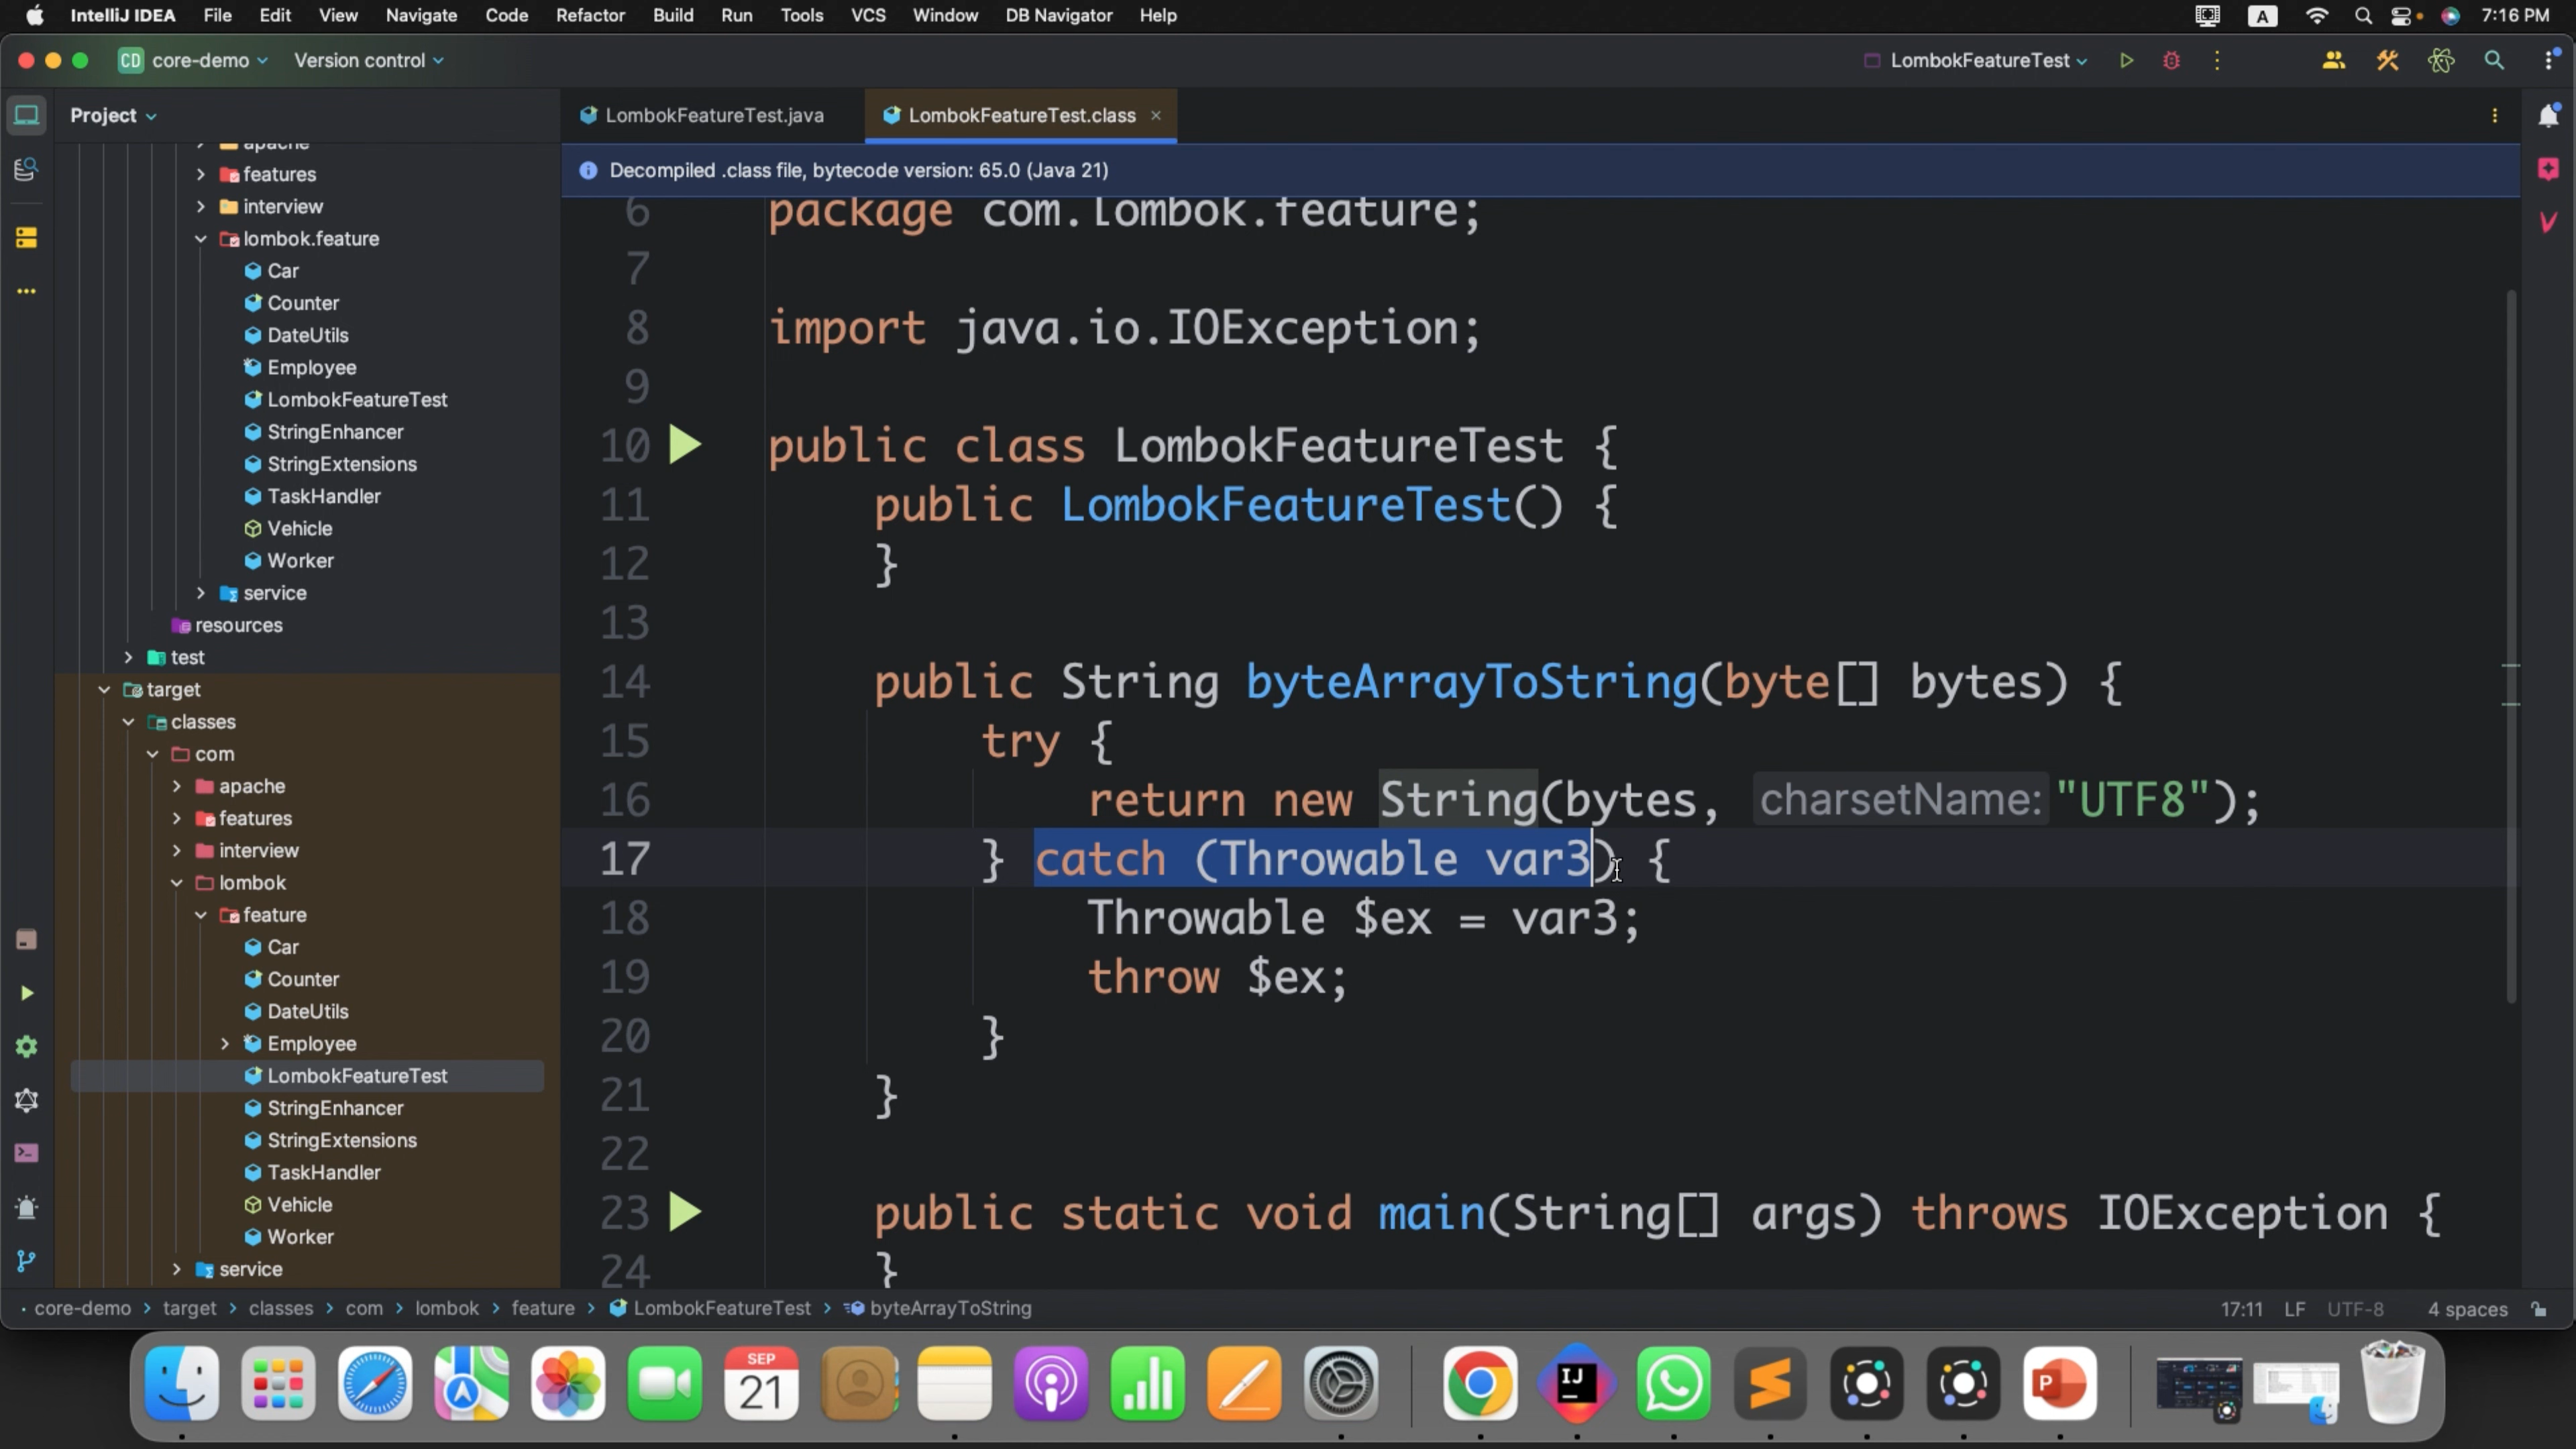 IntelliJ IDEA File Edit View Navigate Code Refactor Build Run Tools VCS Window DB Navigator Help A 7:16 PM
CD core-demo Version control LombokFeatureTest
Project
LombokFeatureTest.java LombokFeatureTest.class
Decompiled .class file, bytecode version: 65.0 (Java 21)
apache
features
interview
lombok.feature
Car
Counter
DateUtils
Employee
LombokFeatureTest
StringEnhancer
StringExtensions
TaskHandler
Vehicle
Worker
service
resources
test
target
classes
com
apache
features
interview
lombok
feature
Car
Counter
DateUtils
Employee
LombokFeatureTest
StringEnhancer
StringExtensions
TaskHandler
Vehicle
Worker
service
6 package com.lombok.feature;
7
8 import java.io.IOException;
9
10 public class LombokFeatureTest {
11 public LombokFeatureTest() {
12 }
13
14 public String byteArrayToString(byte[] bytes) {
15 try {
16 return new String(bytes, charsetName: "UTF8");
17 } catch (Throwable var3) {
18 Throwable $ex = var3;
19 throw $ex;
20 }
21 }
22
23 public static void main(String[] args) throws IOException {
24 }
core-demo > target > classes > com > lombok > feature > LombokFeatureTest > byteArrayToString 17:11 LF UTF-8 4 spaces
SEP
21
IJ
P